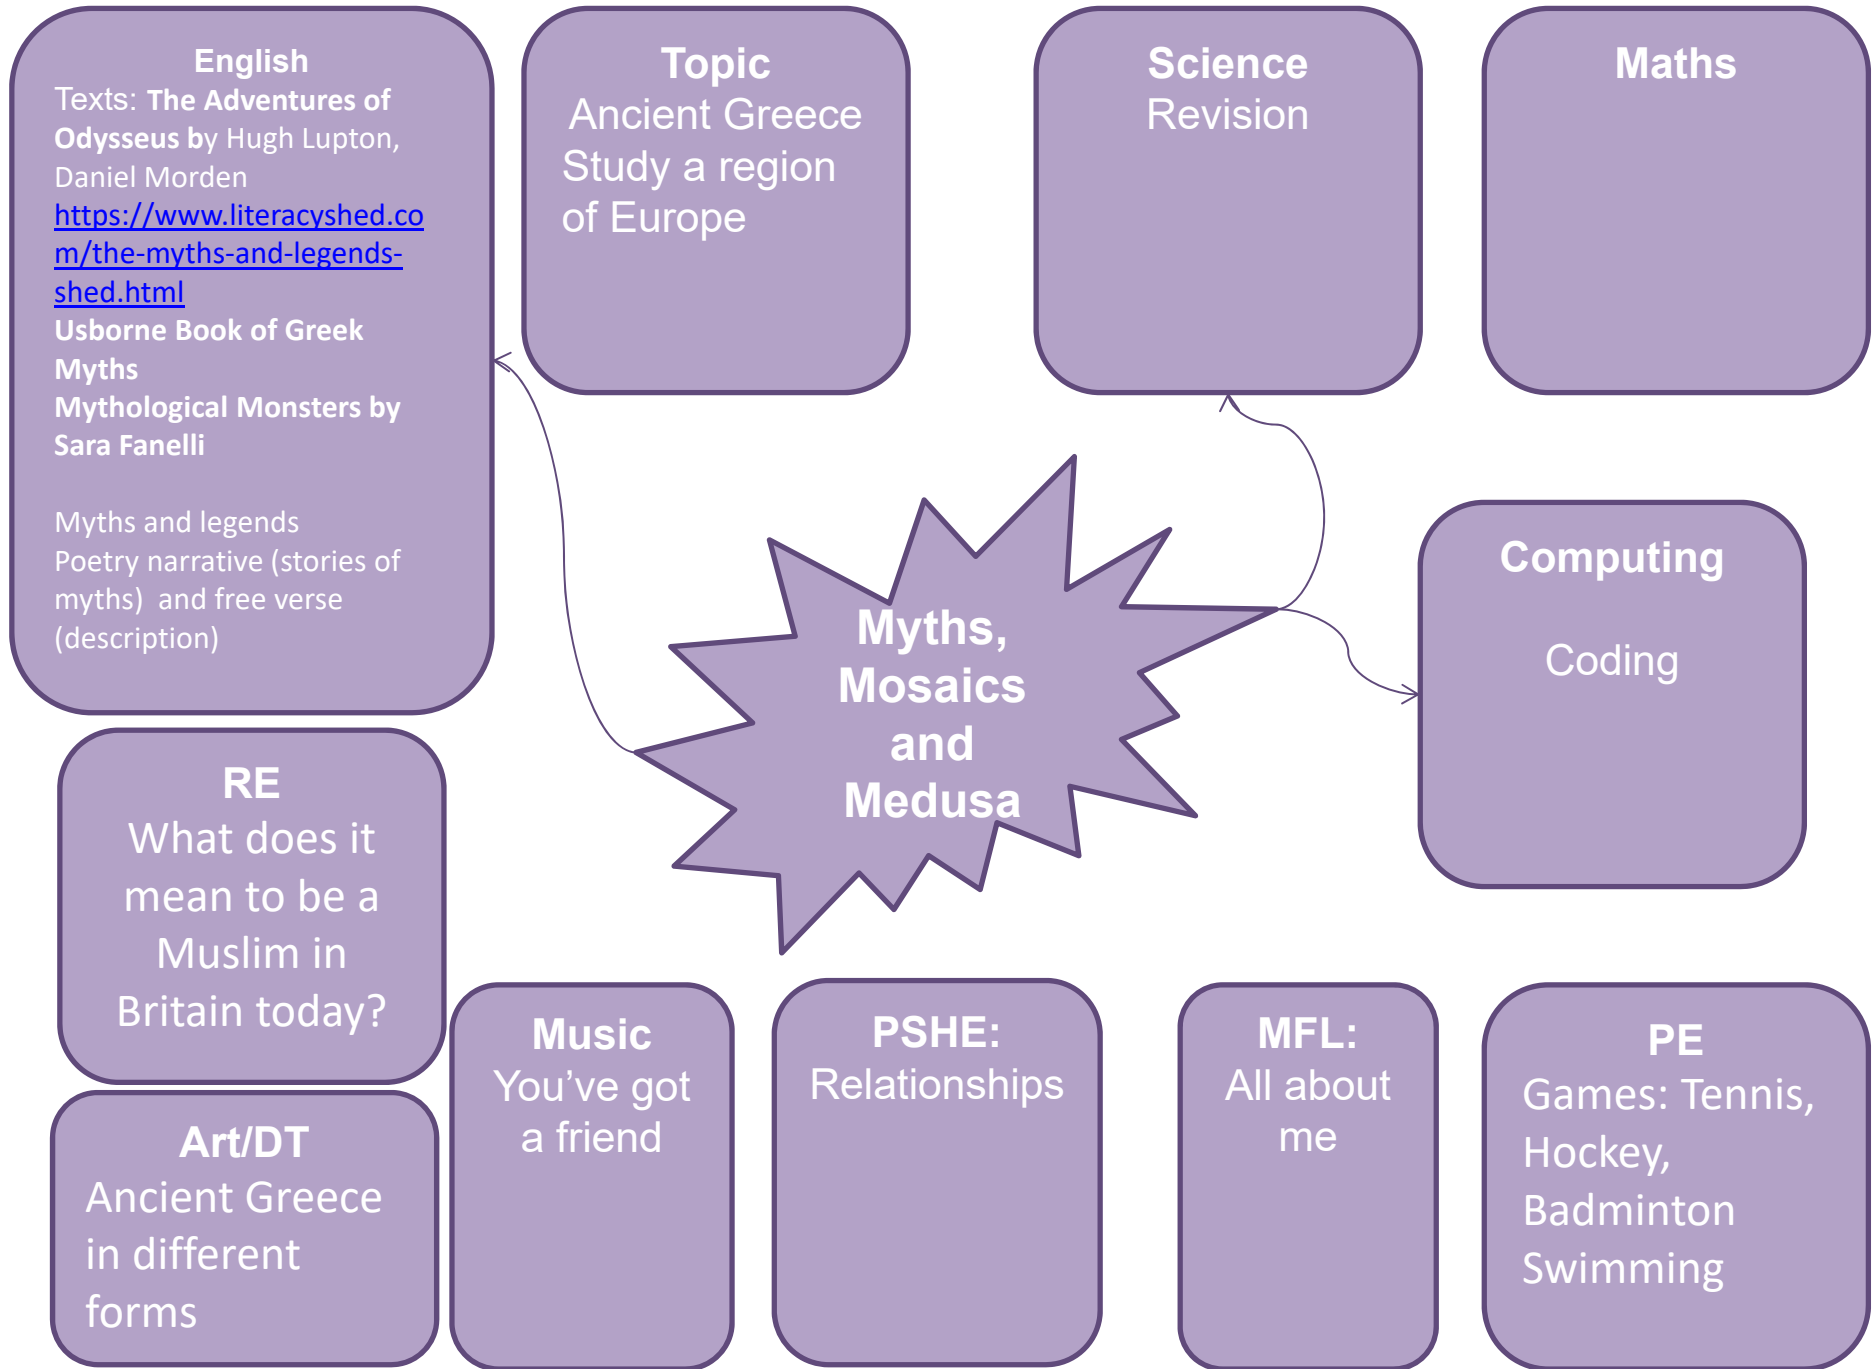 English
Texts: The Adventures of
Odysseus by Hugh Lupton,
Daniel Morden
https://www.literacyshed.co
m/the-myths-and-legends-
shed.html
Usborne Book of Greek
Myths
Mythological Monsters by
Sara Fanelli
Myths and legends
Poetry narrative (stories of
myths)  and free verse
(description)
Topic
Ancient Greece
Study a region
of Europe
Science
Revision
Maths
Myths,
Mosaics
and
Medusa
Computing
Coding
RE
What does it
mean to be a
Muslim in
Britain today?
Art/DT
Ancient Greece
in different
forms
Music
You’ve got
a friend
PSHE:
Relationships
MFL:
All about
me
PE
Games: Tennis,
Hockey,
Badminton
Swimming